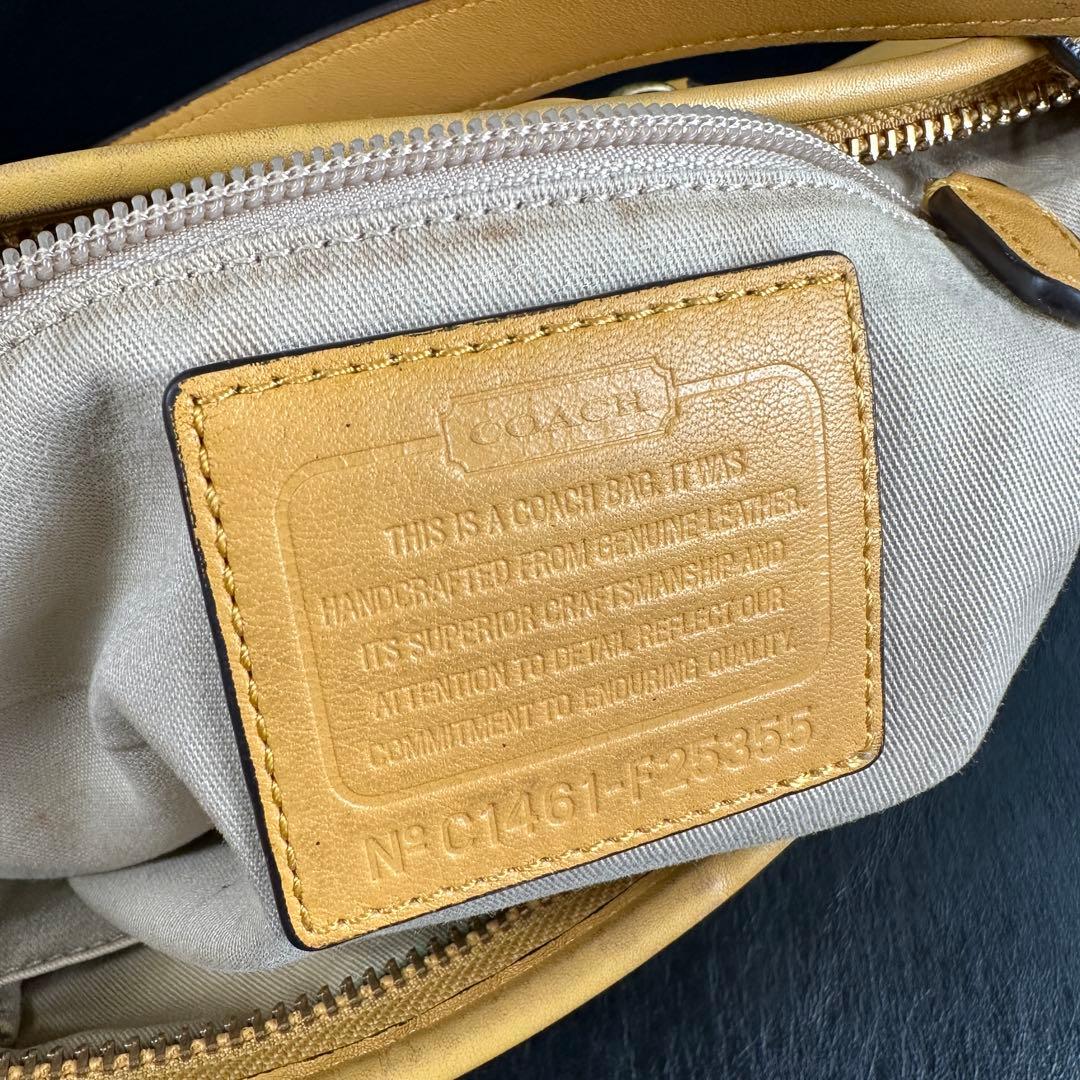 COACH
THIS IS A COACH BAG. IT WAS
HANDCRAFTED FROM GENUINE LEATHER.
ITS SUPERIOR CRAFTSMANSHIP AND
ATTENTION TO DETAIL REFLECT OUR
COMMITMENT TO ENDURING QUALITY.
Nº C1461-F25355